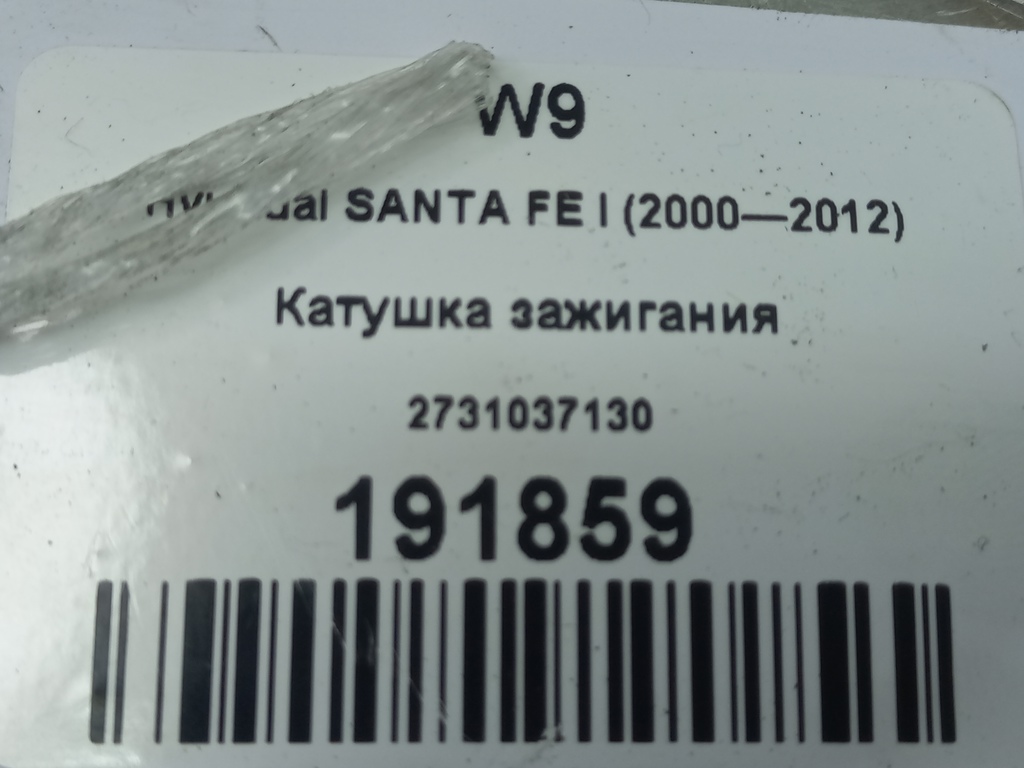 W9
SANTA FE I (2000—2012)
Катушка зажигания
2731037130
191859